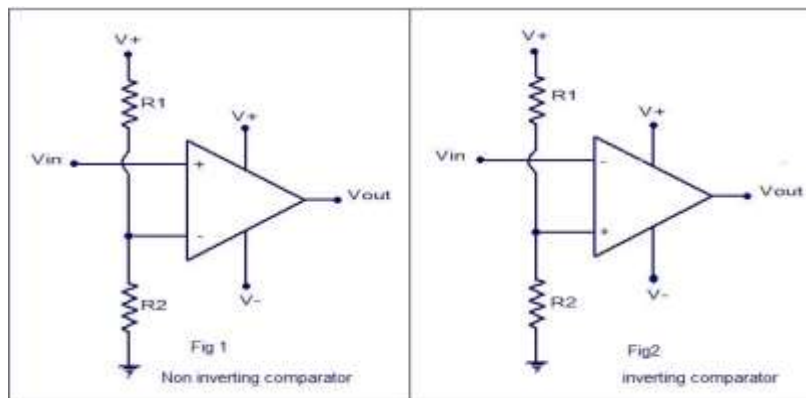 V+
R1
V+
Vin
+
Vout
-
V-
R2
Fig 1
Non inverting comparator
V+
R1
V+
Vin
-
Vout
+
V-
R2
Fig2
inverting comparator